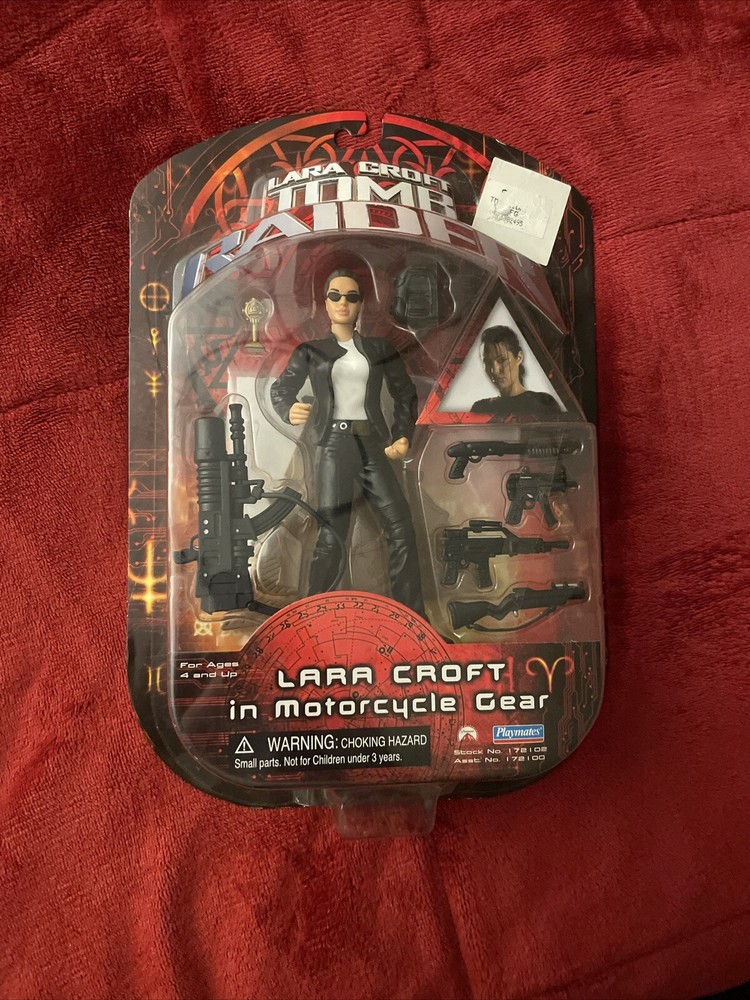 LARA CROFT
TOMB
RAIDER
For Ages
4 and Up
LARA CROFT
in Motorcycle Gear
WARNING: CHOKING HAZARD
Small parts. Not for Children under 3 years.
Playmates
Stock No. 172102
Asst. No. 172100